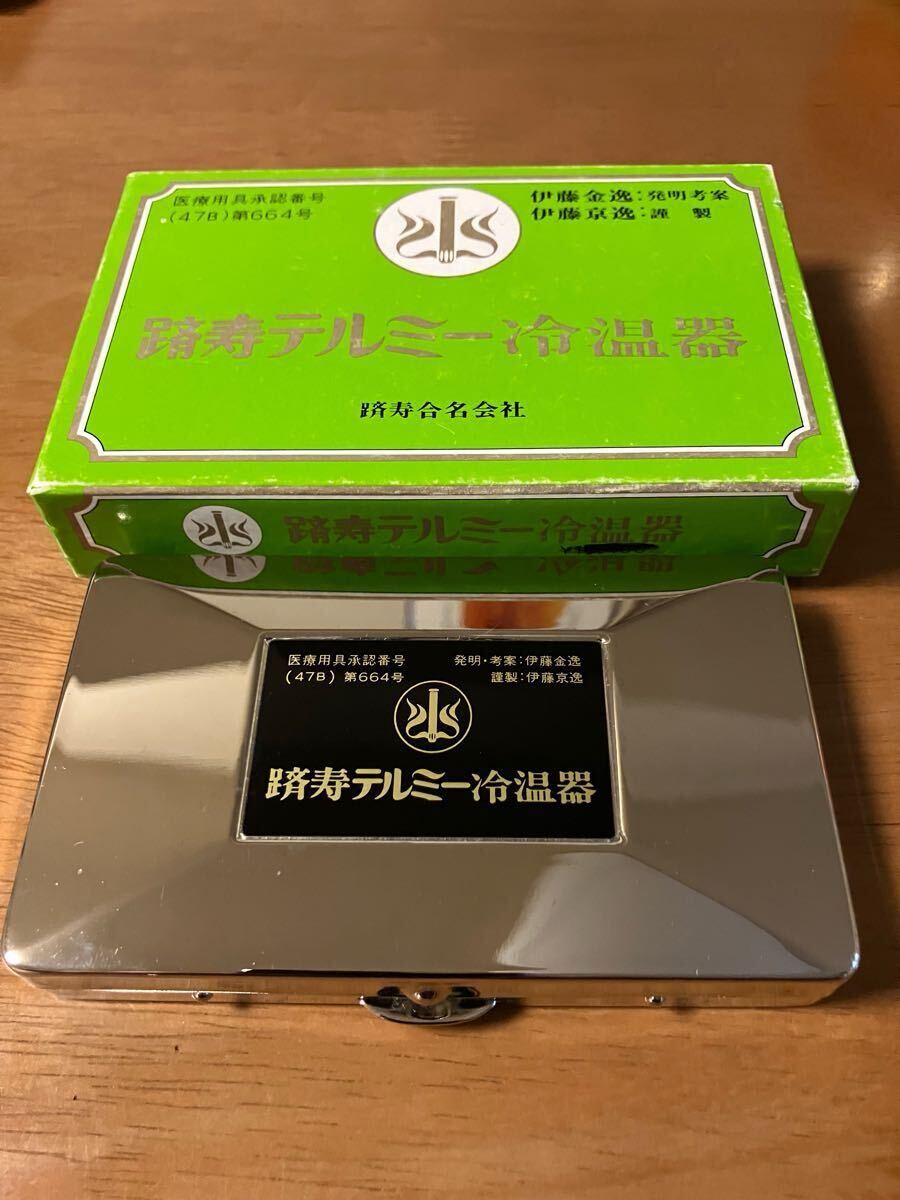 医療用具承認番号
(47B)第664号
伊藤金逸:発明考案
伊藤京逸:謹 製
躋寿テルミー冷温器
躋寿合名会社
躋寿テルミー冷温器
医療用具承認番号
(47B) 第664号
発明・考案:伊藤金逸
謹製:伊藤京逸
躋寿テルミー冷温器